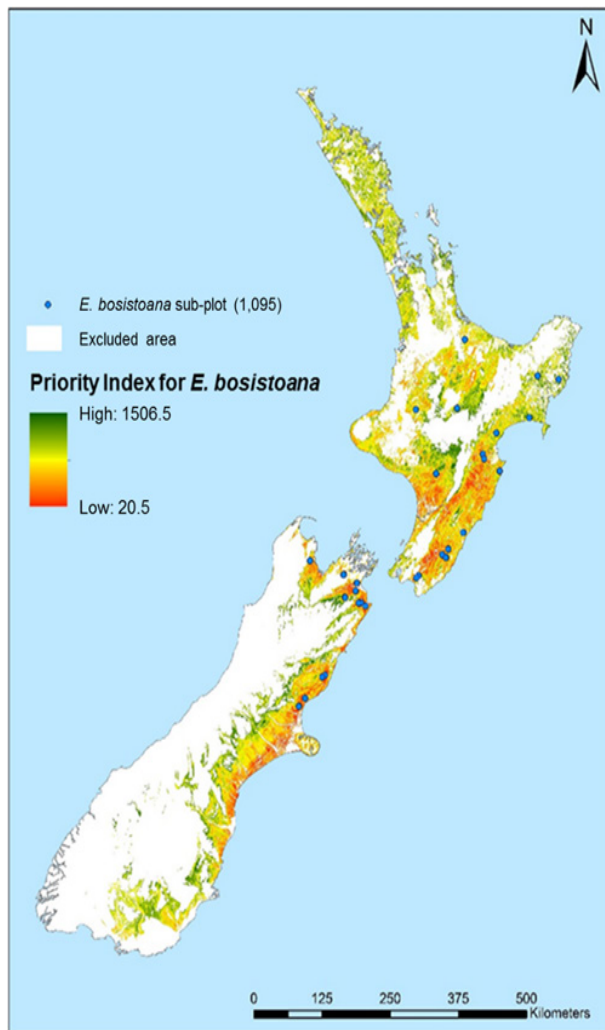 N
E. bosistoana sub-plot (1,095)
Excluded area
Priority Index for E. bosistoana
High: 1506.5
Low: 20.5
0 125 250 375 500
Kilometers